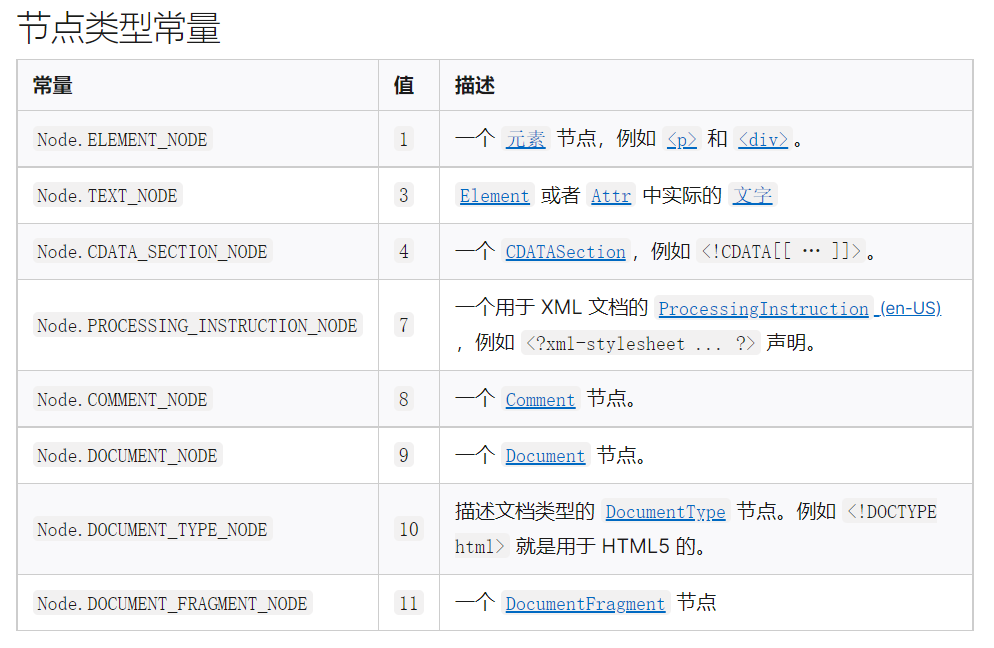 节点类型常量
常量 值 描述
Node.ELEMENT_NODE 1 一个 元素 节点，例如 <p> 和 <div>。
Node.TEXT_NODE 3 Element 或者 Attr 中实际的 文字
Node.CDATA_SECTION_NODE 4 一个 CDATASection，例如 <!CDATA[[ … ]]>。
Node.PROCESSING_INSTRUCTION_NODE 7 一个用于 XML 文档的 ProcessingInstruction (en-US)
，例如 <?xml-stylesheet ... ?> 声明。
Node.COMMENT_NODE 8 一个 Comment 节点。
Node.DOCUMENT_NODE 9 一个 Document 节点。
Node.DOCUMENT_TYPE_NODE 10 描述文档类型的 DocumentType 节点。例如 <!DOCTYPE
html> 就是用于 HTML5 的。
Node.DOCUMENT_FRAGMENT_NODE 11 一个 DocumentFragment 节点